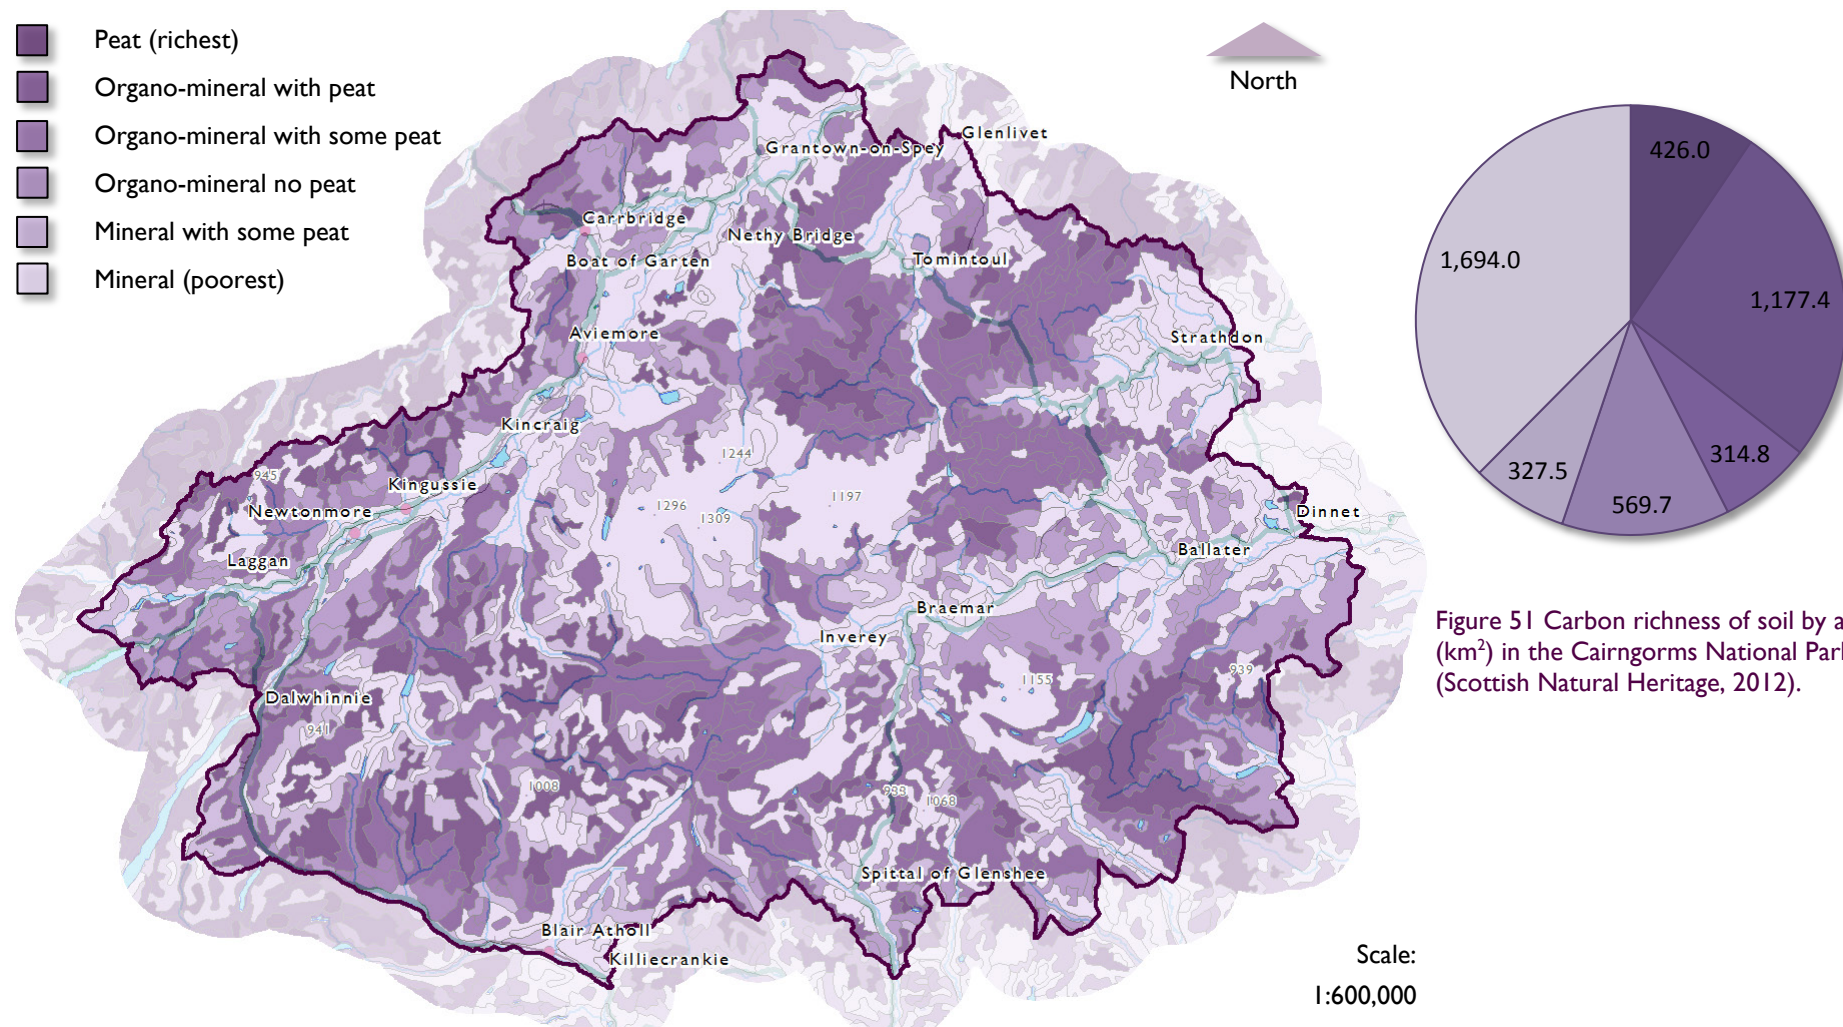 Peat (richest)
Organo-mineral with peat
Organo-mineral with some peat
Organo-mineral no peat
Mineral with some peat
Mineral (poorest)
North
Glenlivet
Grantown-on-Spey
Carrbridge
Nethy Bridge
Boat of Garten
Tomintoul
Aviemore
Strathdon
Kincraig
1244
945
Kingussie
1296
1197
Newtonmore
1309
Dinnet
Laggan
Ballater
Braemar
Inverey
939
1155
Dalwhinnie
941
1008
933
1068
Spittal of Glenshee
Blair Atholl
Killiecrankie
426.0
1,177.4
1,694.0
314.8
327.5
569.7
Figure 51 Carbon richness of soil by
(km²) in the Cairngorms National Park
(Scottish Natural Heritage, 2012).
Scale:
1:600,000